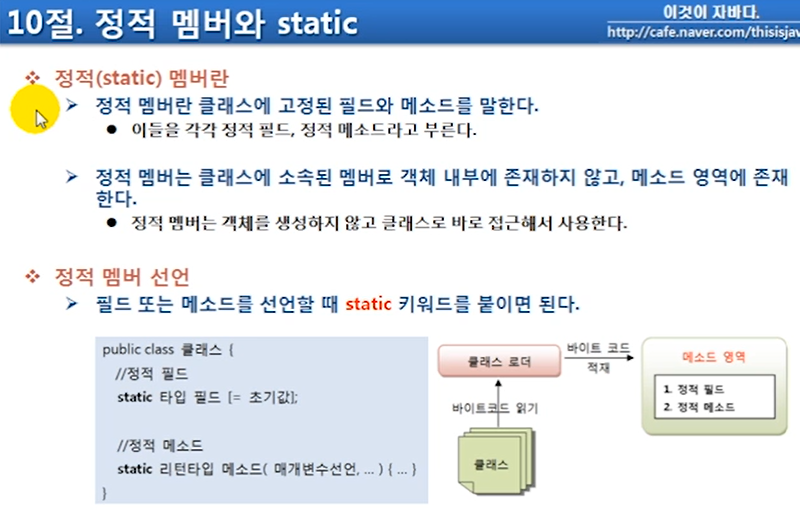 10절. 정적 멤버와 static
이것이 자바다.
http://cafe.naver.com/thisisjav
정적(static) 멤버란
정적 멤버란 클래스에 고정된 필드와 메소드를 말한다.
이들을 각각 정적 필드, 정적 메소드라고 부른다.
정적 멤버는 클래스에 소속된 멤버로 객체 내부에 존재하지 않고, 메소드 영역에 존재
한다.
정적 멤버는 객체를 생성하지 않고 클래스로 바로 접근해서 사용한다.
정적 멤버 선언
필드 또는 메소드를 선언할 때 static 키워드를 붙이면 된다.
public class 클래스 {
//정적 필드
static 타입 필드 [= 초기값];
//정적 메소드
static 리턴타입 메소드( 매개변수선언, ... ) { ... }
}
클래스 로더
바이트 코드
적재
바이트코드 읽기
클래스
메소드 영역
1. 정적 필드
2. 정적 메소드